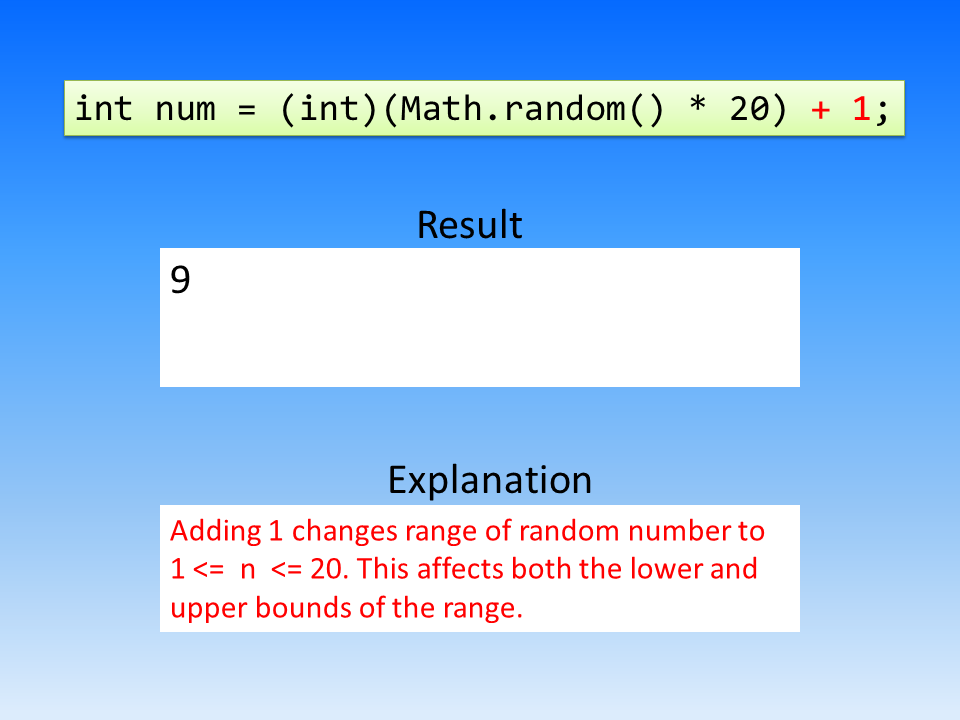 int num = (int)(Math.random() * 20) + 1;
Result
9
Explanation
Adding 1 changes range of random number to
1 <=  n  <= 20. This affects both the lower and
upper bounds of the range.